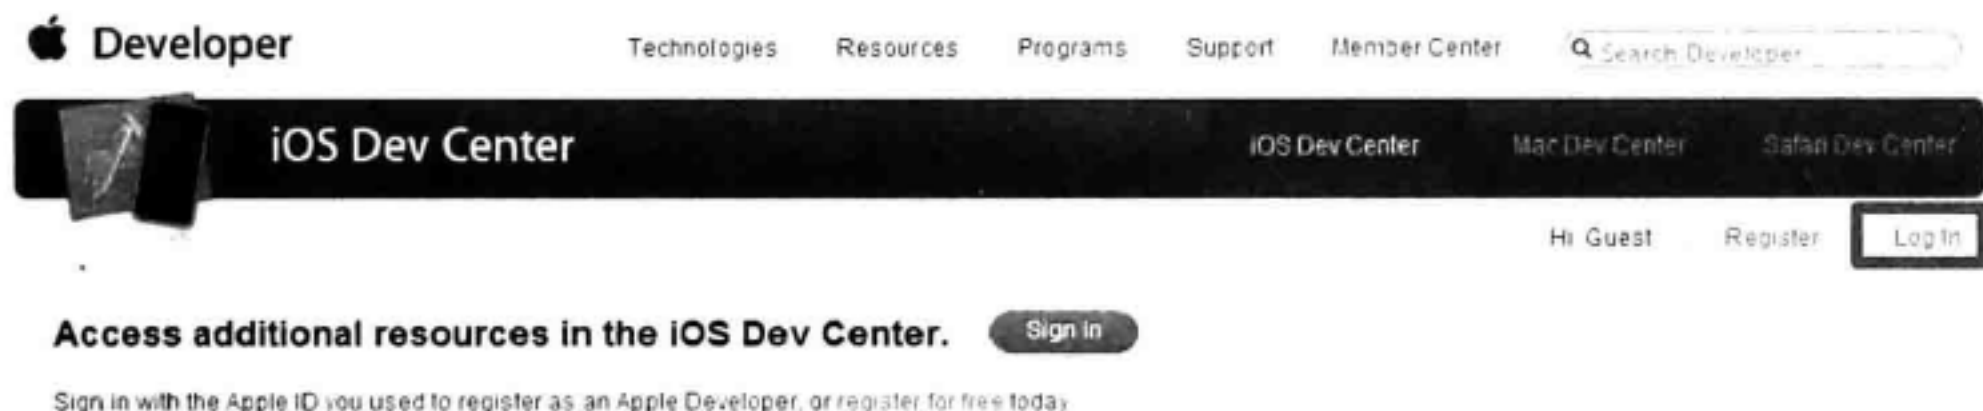 Developer Technologies Resources Programs Support Member Center Search Developer
iOS Dev Center iOS Dev Center Mac Dev Center Safari Dev Center
Hi Guest Register Log in
Access additional resources in the iOS Dev Center. Sign in
Sign in with the Apple ID you used to register as an Apple Developer, or register for free today